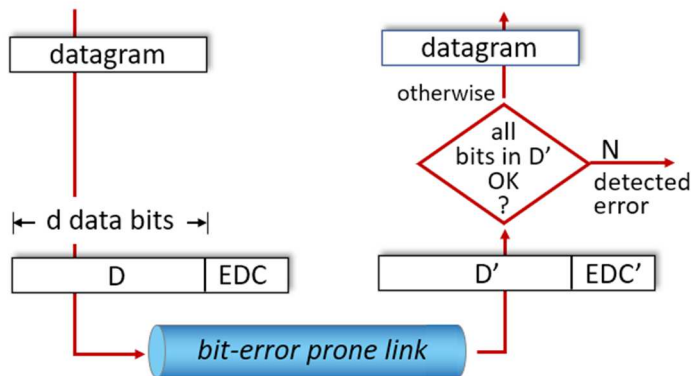 datagram
d data bits
D
EDC
bit-error prone link
datagram
otherwise
all
bits in D’
OK
?
N
detected
error
D’
EDC’